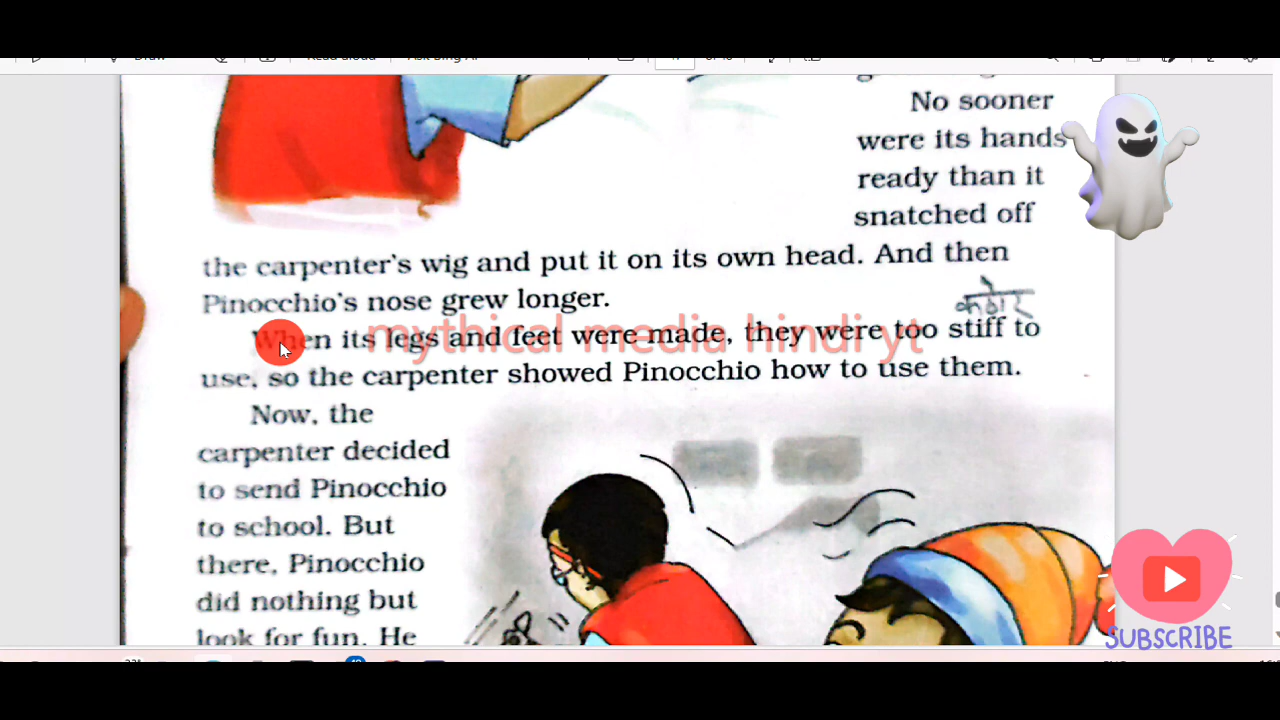 No sooner
were its hands
ready than it
snatched off
the carpenter's wig and put it on its own head. And then
Pinocchio's nose grew longer.
कठोर
When its legs and feet were made, they were too stiff to
mythical media hindi yt
use, so the carpenter showed Pinocchio how to use them.
Now, the
carpenter decided
to send Pinocchio
to school. But
there, Pinocchio
did nothing but
look for fun. He
SUBSCRIBE